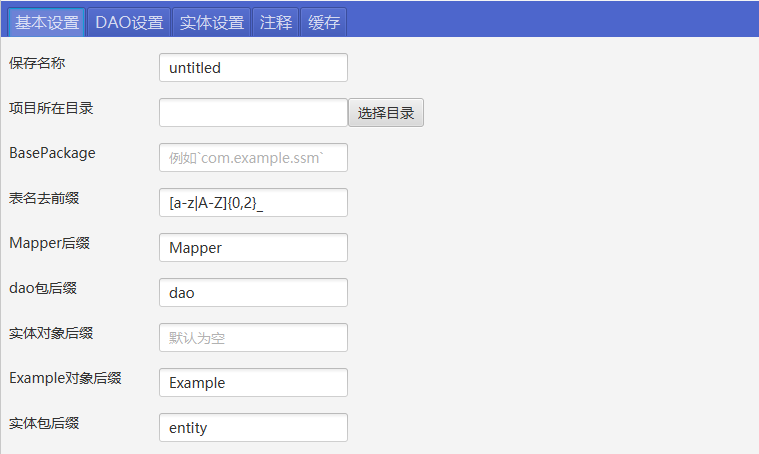 基本设置 DAO设置 实体设置 注释 缓存
保存名称 untitled
项目所在目录 选择目录
BasePackage 例如`com.example.ssm`
表名去前缀 [a-z|A-Z]{0,2}_
Mapper后缀 Mapper
dao包后缀 dao
实体对象后缀 默认为空
Example对象后缀 Example
实体包后缀 entity